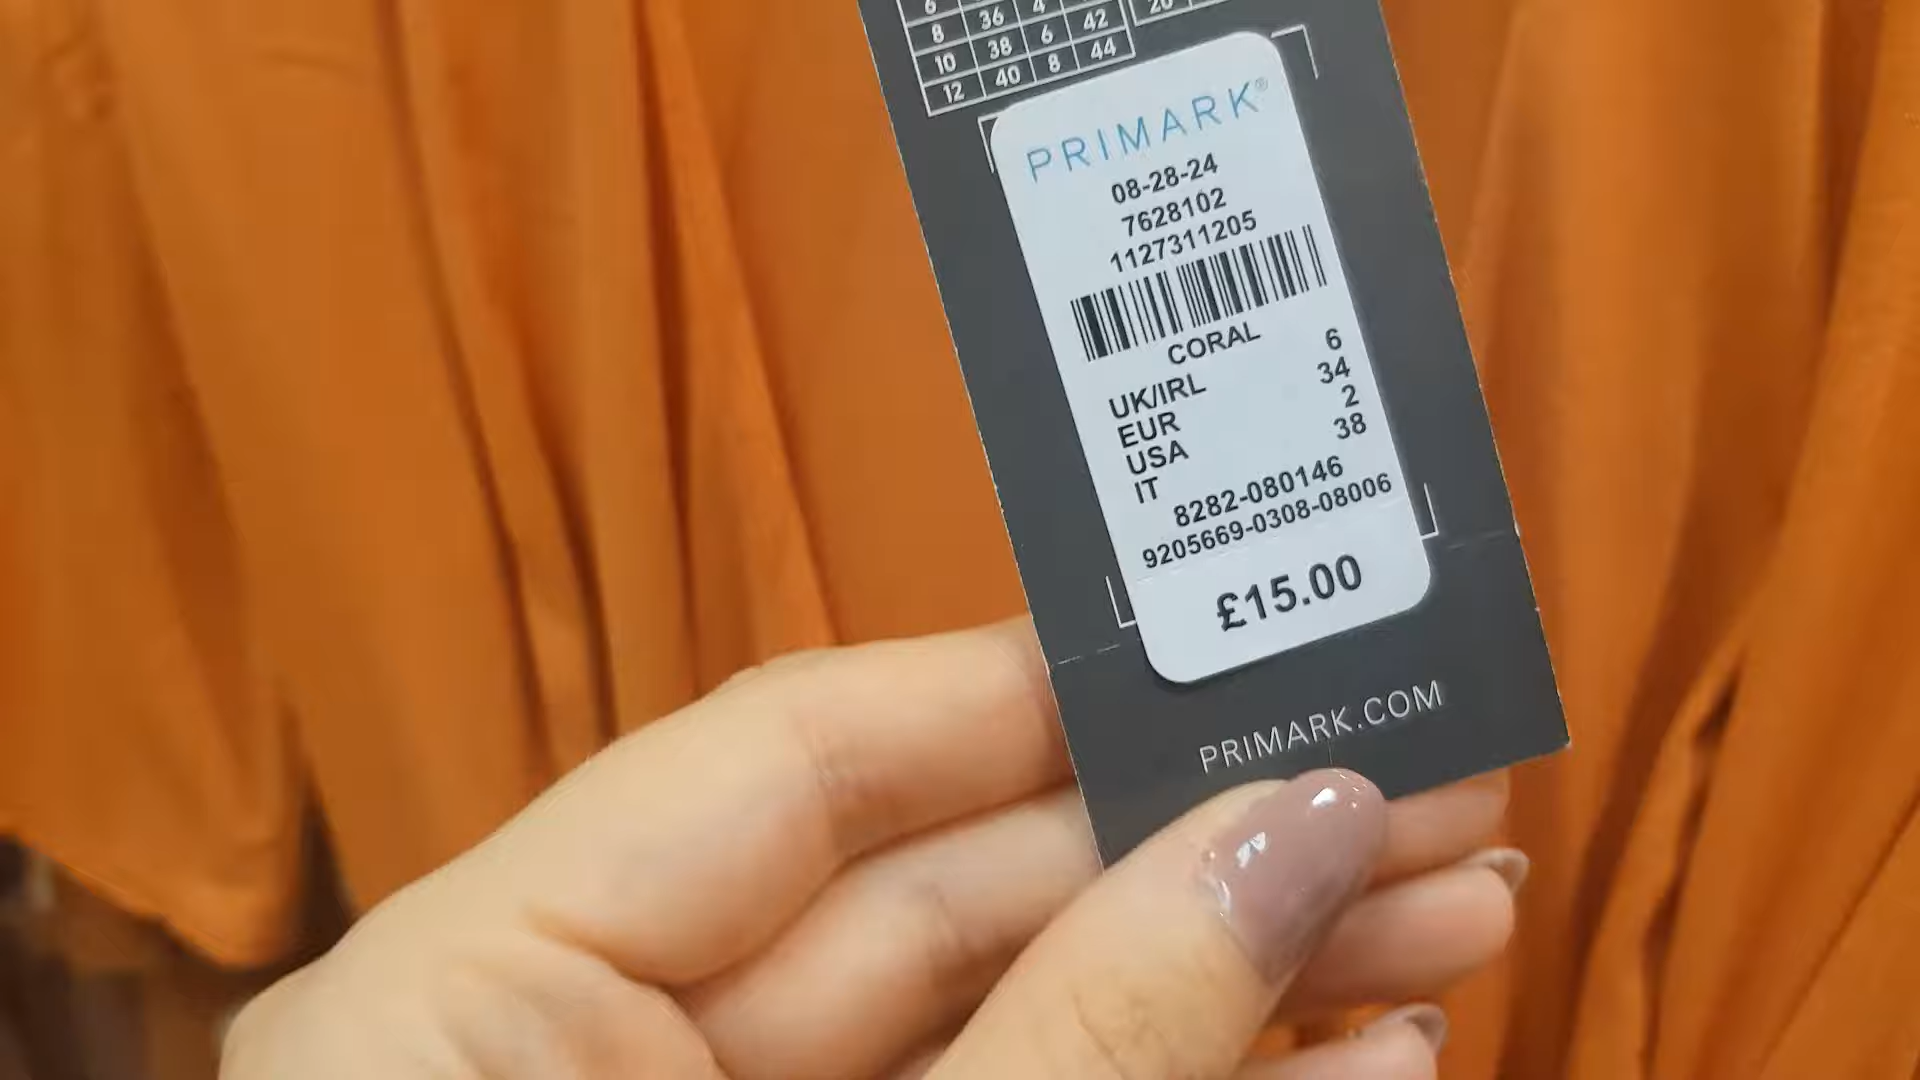 6 4
8 36 6 42 20
10 38 8 44
12 40
PRIMARK®
08-28-24
7628102
1127311205
CORAL
UK/IRL 6
EUR 34
USA 2
IT 38
8282-080146
9205669-0308-08006
£15.00
PRIMARK.COM